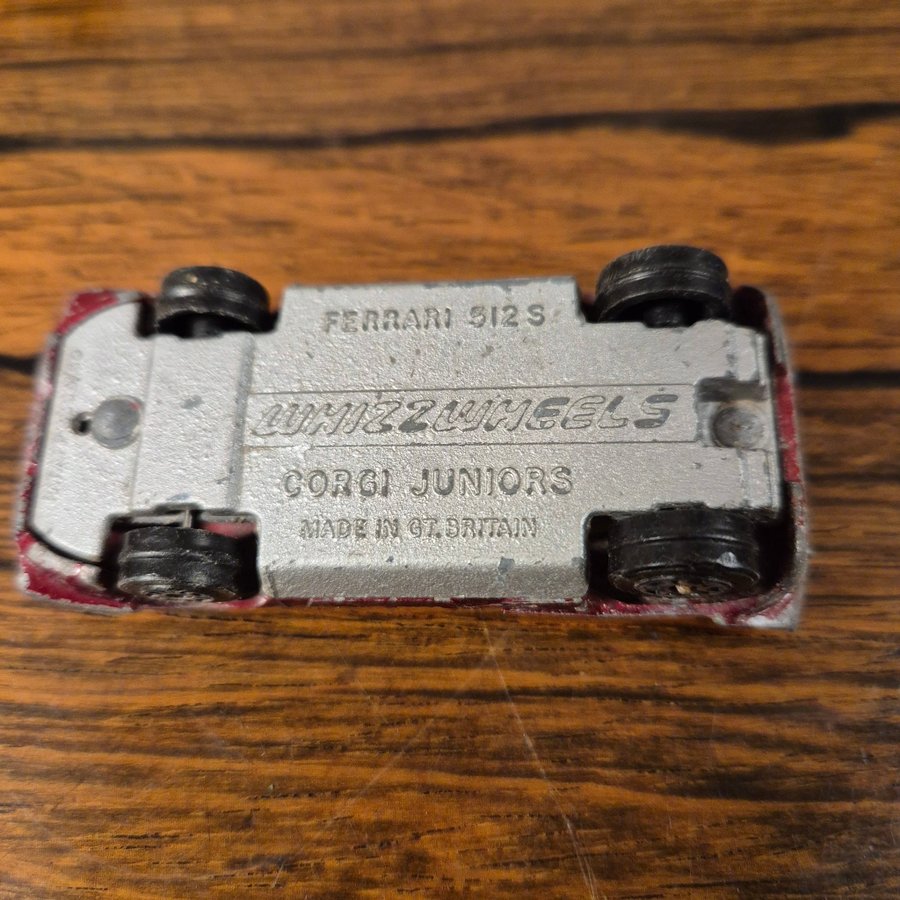 FERRARI 512 S
WHIZZWHEELS
CORGI JUNIORS
MADE IN GT. BRITAIN